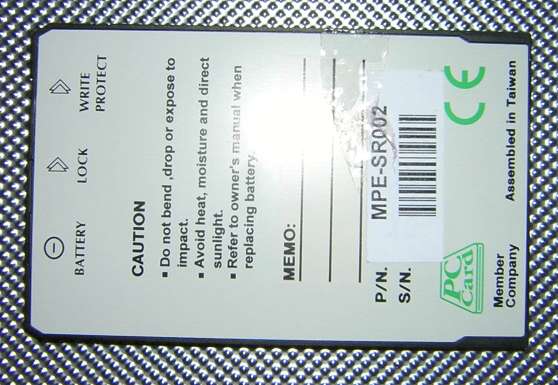 BATTERY LOCK WRITE
PROTECT
CAUTION
▪ Do not bend ,drop or expose to
impact.
▪ Avoid heat, moisture and direct
sunlight.
▪ Refer to owner's manual when
replacing battery.
MEMO:
P/N. MPE-SR002
S/N.
CE
PC
Card
Member
Company
Assembled in Taiwan